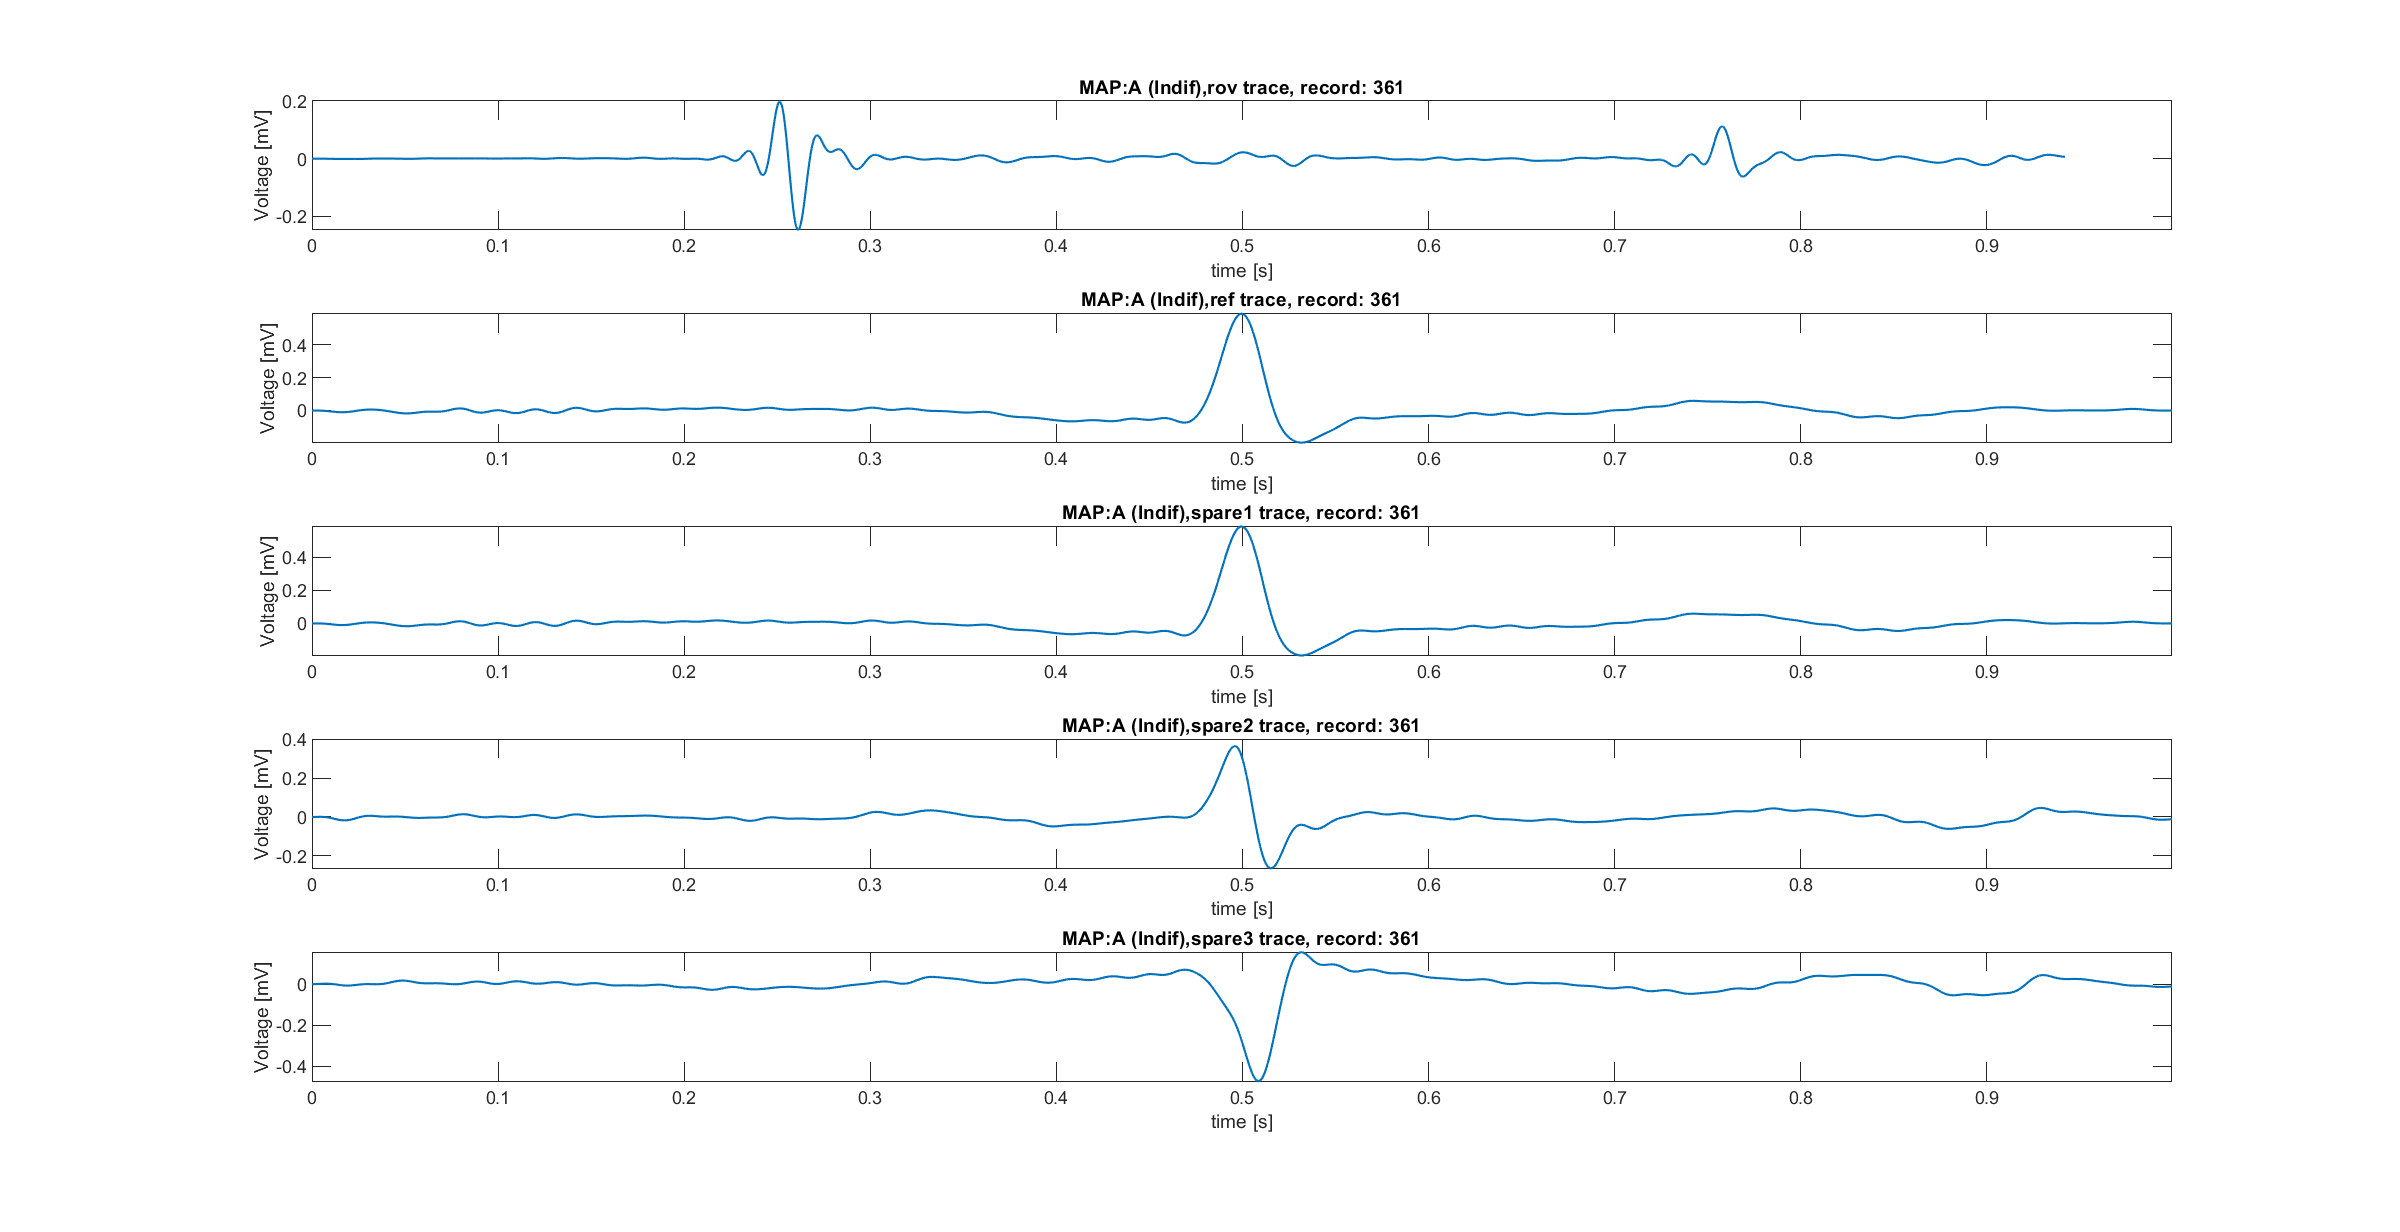 MAP:A (Indif),rov trace, record: 361
Voltage [mV]
0.2
0
-0.2
0 0.1 0.2 0.3 0.4 0.5 0.6 0.7 0.8 0.9
time [s]
MAP:A (Indif),ref trace, record: 361
Voltage [mV]
0.4
0.2
0
0 0.1 0.2 0.3 0.4 0.5 0.6 0.7 0.8 0.9
time [s]
MAP:A (Indif),spare1 trace, record: 361
Voltage [mV]
0.4
0.2
0
0 0.1 0.2 0.3 0.4 0.5 0.6 0.7 0.8 0.9
time [s]
MAP:A (Indif),spare2 trace, record: 361
Voltage [mV]
0.4
0.2
0
-0.2
0 0.1 0.2 0.3 0.4 0.5 0.6 0.7 0.8 0.9
time [s]
MAP:A (Indif),spare3 trace, record: 361
Voltage [mV]
0
-0.2
-0.4
0 0.1 0.2 0.3 0.4 0.5 0.6 0.7 0.8 0.9
time [s]